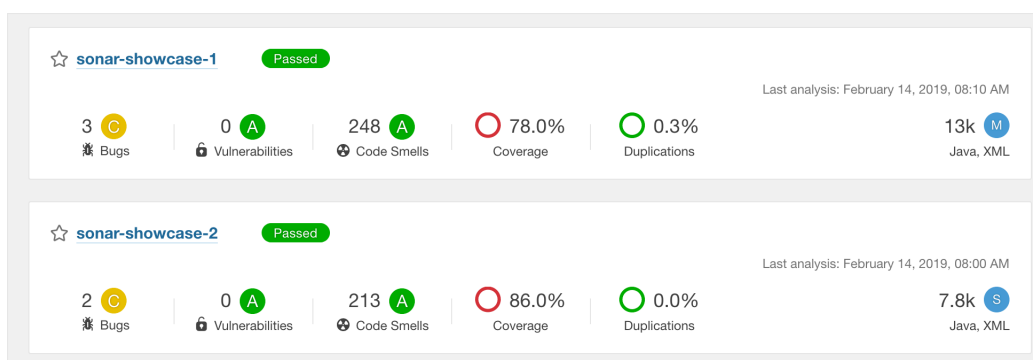 sonar-showcase-1 Passed
Last analysis: February 14, 2019, 08:10 AM
3 C 0 A 248 A 78.0% 0.3% 13k M
Bugs Vulnerabilities Code Smells Coverage Duplications Java, XML
sonar-showcase-2 Passed
Last analysis: February 14, 2019, 08:00 AM
2 C 0 A 213 A 86.0% 0.0% 7.8k S
Bugs Vulnerabilities Code Smells Coverage Duplications Java, XML